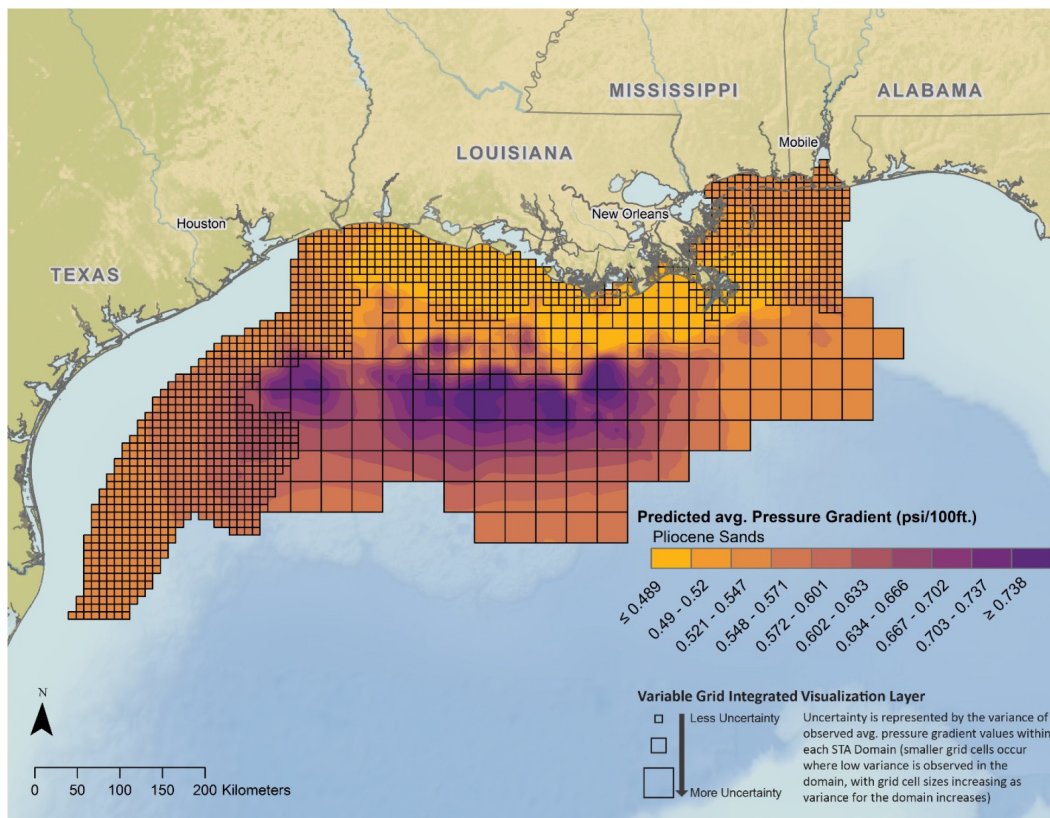 MISSISSIPPI
ALABAMA
Mobile
LOUISIANA
New Orleans
Houston
TEXAS
Predicted avg. Pressure Gradient (psi/100ft.)
Pliocene Sands
≤ 0.489
0.49 - 0.52
0.521 - 0.547
0.548 - 0.571
0.572 - 0.601
0.602 - 0.633
0.634 - 0.666
0.667 - 0.702
0.703 - 0.737
≥ 0.738
Variable Grid Integrated Visualization Layer
Less Uncertainty
More Uncertainty
Uncertainty is represented by the variance of
observed avg. pressure gradient values within
each STA Domain (smaller grid cells occur
where low variance is observed in the
domain, with grid cell sizes increasing as
variance for the domain increases)
N
0 50 100 150 200 Kilometers